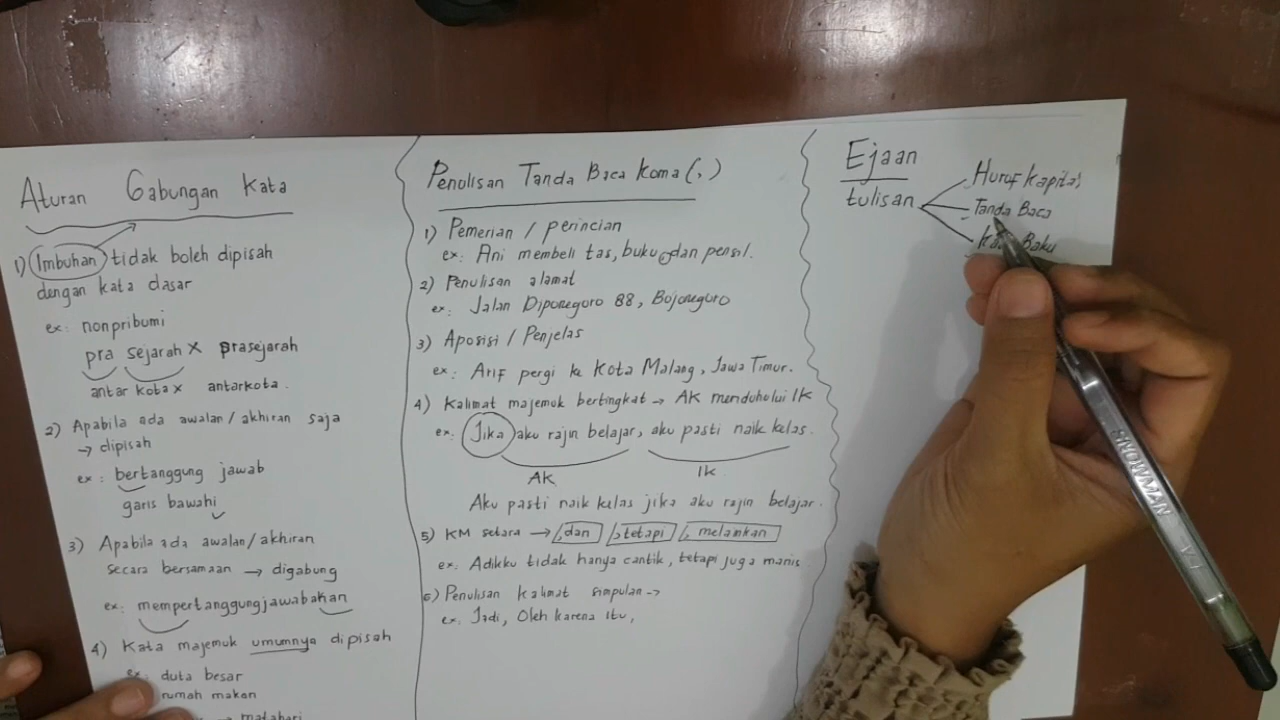 Aturan Gabungan Kata
1) Imbuhan tidak boleh dipisah
dengan kata dasar
ex: nonpribumi
pra sejarah X prasejarah
antar kota x antarkota.
2) Apabila ada awalan/akhiran saja
→ dipisah
ex: bertanggung jawab
garis bawahi
3) Apabila ada awalan/akhiran
secara bersamaan → digabung
ex: mempertanggungjawabakan
4) Kata majemuk umumnya dipisah
ex: duta besar
rumah makan
→ matahari
Penulisan Tanda Baca Koma (,)
1) Pemerian / perincian
ex: Ani membeli tas, buku, dan pensil.
2) Penulisan alamat
ex: Jalan Diponegoro 88, Bojonegoro
3) Aposisi / Penjelas
ex: Arif pergi ke Kota Malang, Jawa Timur.
4) Kalimat majemuk bertingkat → AK mendahului IK
ex: Jika aku rajin belajar, aku pasti naik kelas.
AK IK
Aku pasti naik kelas jika aku rajin belajar.
5) KM setara → , dan , tetapi , melainkan
ex: Adikku tidak hanya cantik, tetapi juga manis.
6) Penulisan kalimat simpulan →
ex: Jadi, Oleh karena itu,
Ejaan
tulisan
Huruf Kapital
Tanda Baca
Kata Baku
SNOWMAN V-1